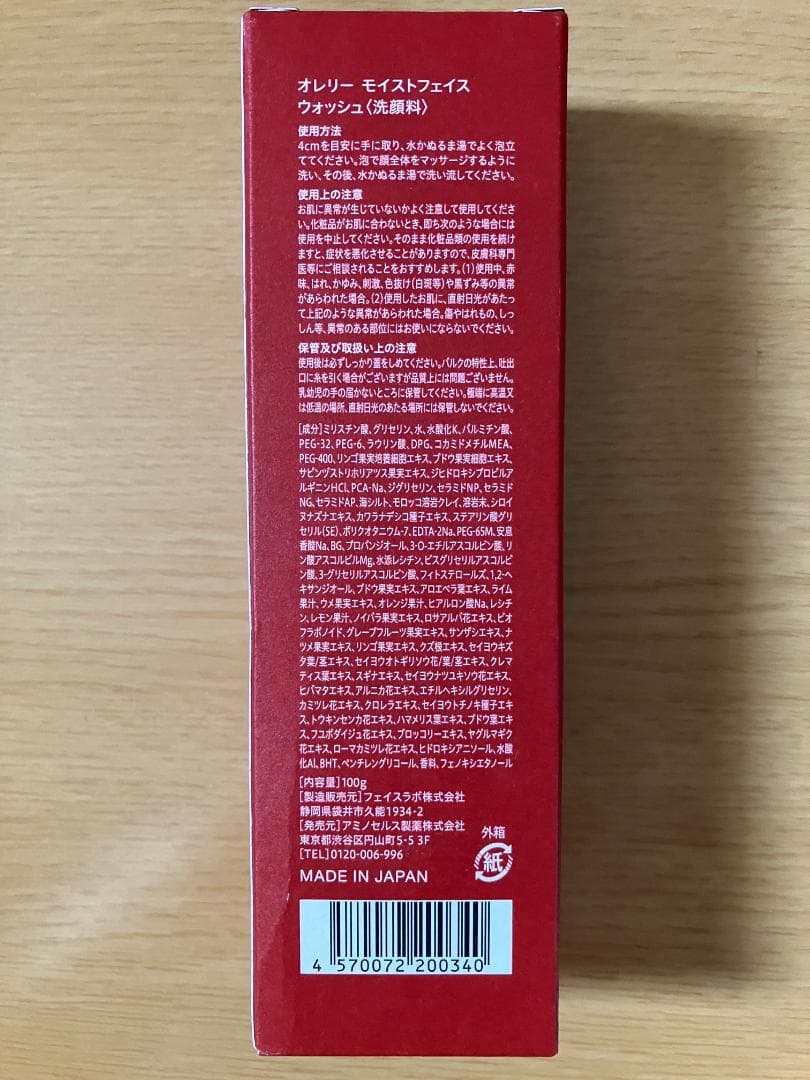 オレリー モイストフェイス
ウォッシュ〈洗顔料〉
使用方法
4cmを目安に手に取り、水かぬるま湯でよく泡立
ててください。泡で顔全体をマッサージするように
洗い、その後、水かぬるま湯で洗い流してください。
使用上の注意
お肌に異常が生じていないかよく注意して使用してくださ
い。化粧品がお肌に合わないとき、即ち次のような場合には
使用を中止してください。そのまま化粧品類の使用を続け
ますと、症状を悪化させることがありますので、皮膚科専門
医等にご相談されることをおすすめします。(1)使用中、赤
味、はれ、かゆみ、刺激、色抜け(白斑等)や黒ずみ等の異常
があらわれた場合。(2)使用したお肌に、直射日光があたっ
て上記のような異常があらわれた場合。傷やはれもの、しっ
しん等、異常のある部位にはお使いにならないでください。
保管及び取扱い上の注意
使用後は必ずしっかり蓋をしめてください。バルクの特性上、吐出
口に糸を引く場合がございますが品質上には問題ございません。
乳幼児の手の届かないところに保管してください。極端に高温又
は低温の場所、直射日光のあたる場所には保管しないでください。
[成分]ミリスチン酸、グリセリン、水、水酸化K、パルミチン酸、
PEG-32、PEG-6、ラウリン酸、DPG、コカミドメチルMEA、
PEG-400、リンゴ果実培養細胞エキス、ブドウ果実細胞エキス、
サピンヅストリホリアツス果実エキス、ジヒドロキシプロピルア
ルギニンHCl、PCA-Na、ジグリセリン、セラミドNP、セラミド
NG、セラミドAP、海シルト、モロッコ溶岩クレイ、溶岩末、シロイ
ヌナズナエキス、カワラナデシコ種子エキス、ステアリン酸グリ
セリル(SE)、ポリクオタニウム-7、EDTA-2Na、PEG-65M、安息
香酸Na、BG、プロパンジオール、3-O-エチルアスコルビン酸、リ
ン酸アスコルビルMg、水添レシチン、ビスグリセリルアスコルビ
ン酸、3-グリセリルアスコルビン酸、フィトステロールズ、1,2-ヘ
キサンジオール、ブドウ果実エキス、アロエベラ葉エキス、ライム
果汁、ウメ果実エキス、オレンジ果汁、ヒアルロン酸Na、レシチ
ン、レモン果汁、ノイバラ果実エキス、ロサアルバ花エキス、ビオ
フラボノイド、グレープフルーツ果実エキス、サンザシエキス、ナ
ツメ果実エキス、リンゴ果実エキス、クズ根エキス、セイヨウキズ
タ葉/茎エキス、セイヨウオトギリソウ花/葉/茎エキス、クレマ
ティス葉エキス、スギナエキス、セイヨウナツユキソウ花エキス、
ヒバマタエキス、アルニカ花エキス、エチルヘキシルグリセリン、
カミツレ花エキス、クロレラエキス、セイヨウトチノキ種子エキ
ス、トウキンセンカ花エキス、ハマメリス葉エキス、ブドウ葉エキ
ス、フユボダイジュ花エキス、ブロッコリーエキス、ヤグルマギク
花エキス、ローマカミツレ花エキス、ヒドロキシアニソール、水酸
化Al、BHT、ペンチレングリコール、香料、フェノキシエタノール
[内容量]100g
[製造販売元]フェイスラボ株式会社
静岡県袋井市久能1934-2
[発売元]アミノセルス製薬株式会社
東京都渋谷区円山町5-5 3F
[TEL]0120-006-996
MADE IN JAPAN
外箱
紙
4 570072 200340